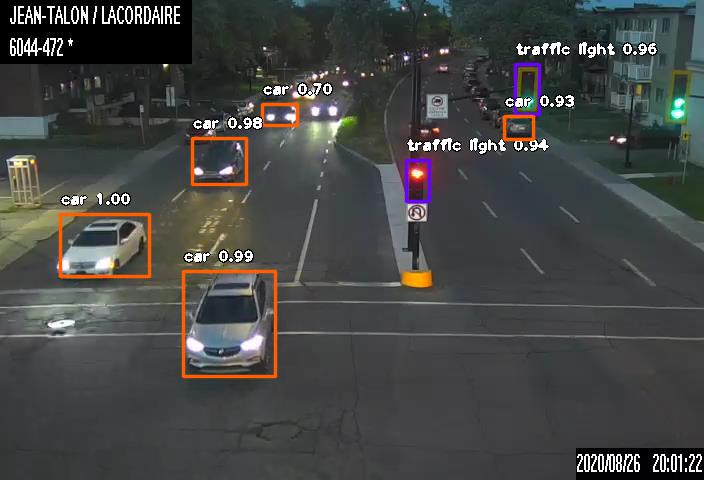 JEAN-TALON / LACORDAIRE
6044-472 *
traffic light 0.96
car 0.70
car 0.93
car 0.98
traffic light 0.94
car 1.00
car 0.99
2020/08/26 20:01:22